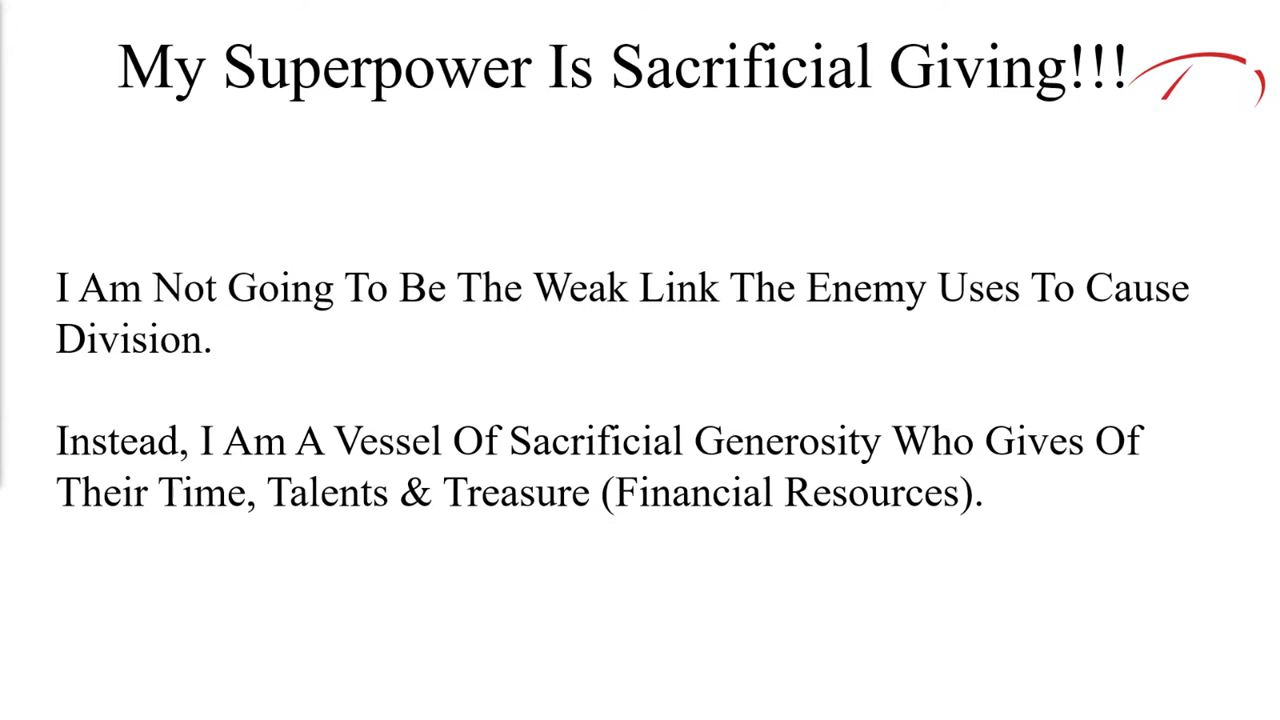 My Superpower Is Sacrificial Giving!!!
I Am Not Going To Be The Weak Link The Enemy Uses To Cause
Division.
Instead, I Am A Vessel Of Sacrificial Generosity Who Gives Of
Their Time, Talents & Treasure (Financial Resources).